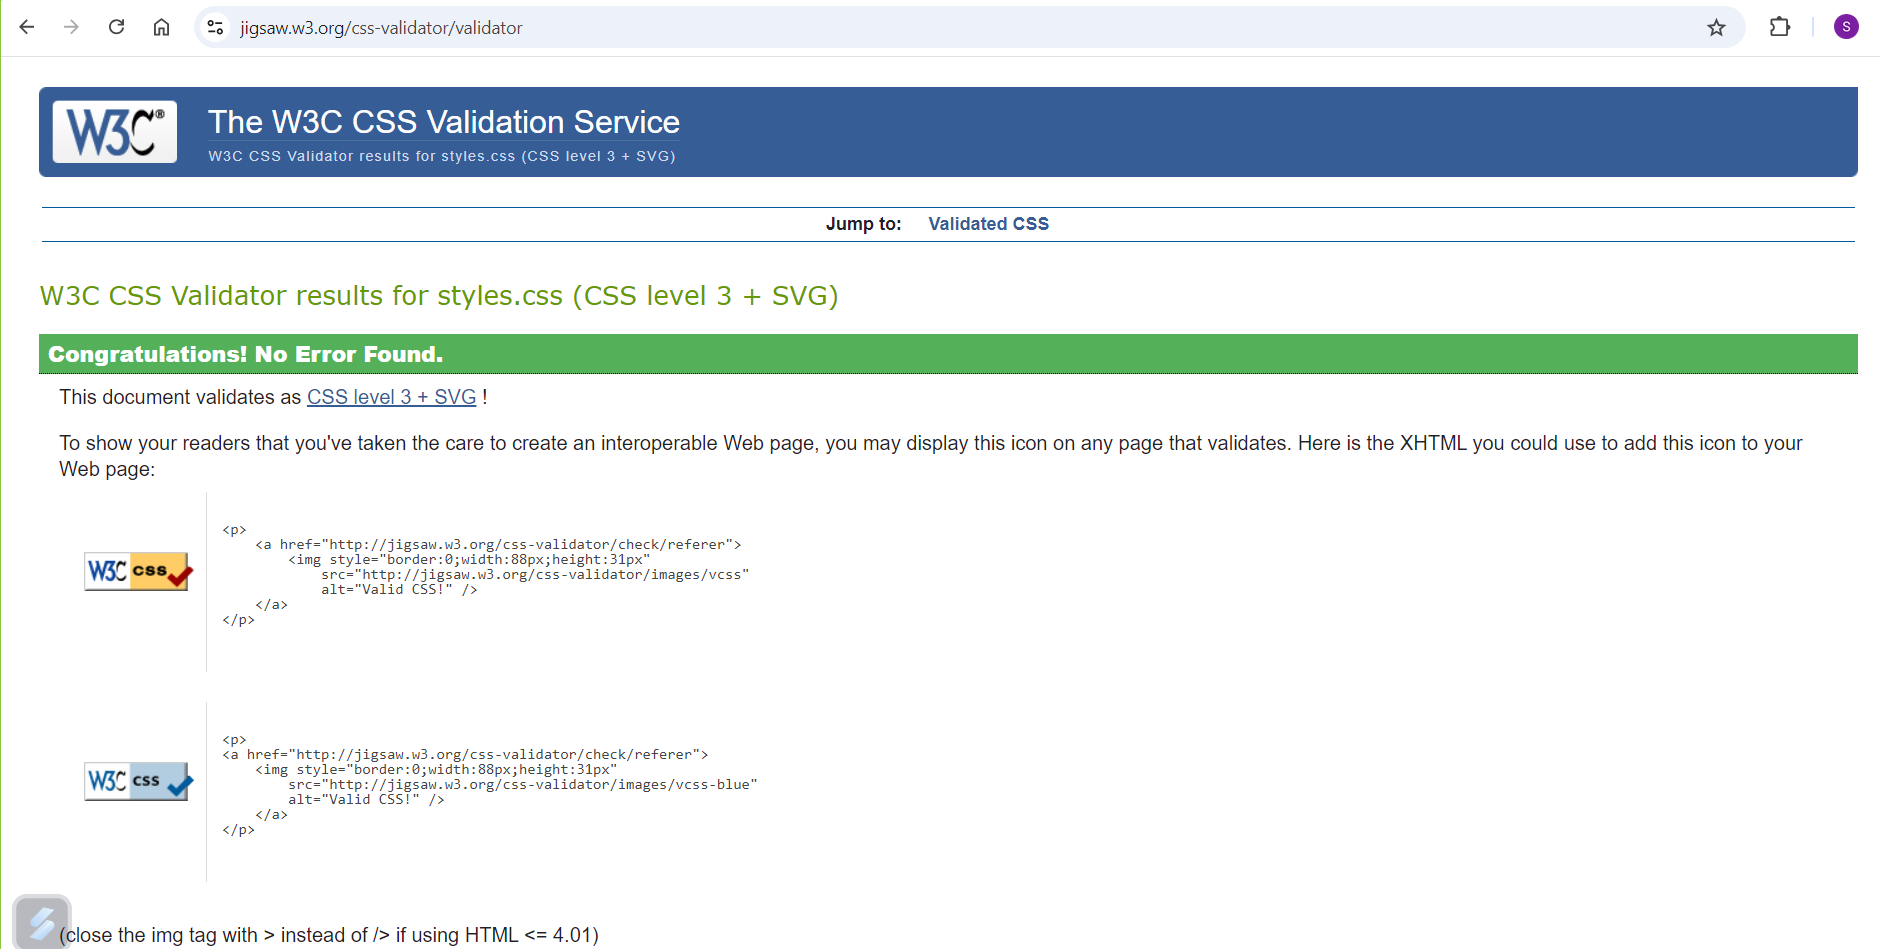 jigsaw.w3.org/css-validator/validator
S
W3C®
The W3C CSS Validation Service
W3C CSS Validator results for styles.css (CSS level 3 + SVG)
Jump to: Validated CSS
W3C CSS Validator results for styles.css (CSS level 3 + SVG)
Congratulations! No Error Found.
This document validates as CSS level 3 + SVG !
To show your readers that you've taken the care to create an interoperable Web page, you may display this icon on any page that validates. Here is the XHTML you could use to add this icon to your
Web page:
W3C css
<p>
    <a href="http://jigsaw.w3.org/css-validator/check/referer">
        <img style="border:0;width:88px;height:31px"
            src="http://jigsaw.w3.org/css-validator/images/vcss"
            alt="Valid CSS!" />
    </a>
</p>
W3C css
<p>
<a href="http://jigsaw.w3.org/css-validator/check/referer">
    <img style="border:0;width:88px;height:31px"
        src="http://jigsaw.w3.org/css-validator/images/vcss-blue"
        alt="Valid CSS!" />
    </a>
</p>
(close the img tag with > instead of /> if using HTML <= 4.01)